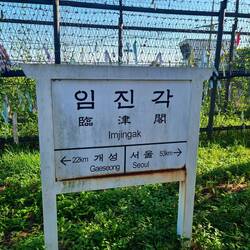 임 진 각
臨 津 閣
Imjingak
← 22km 개 성 서 울 53km →
Gaeseong Seoul